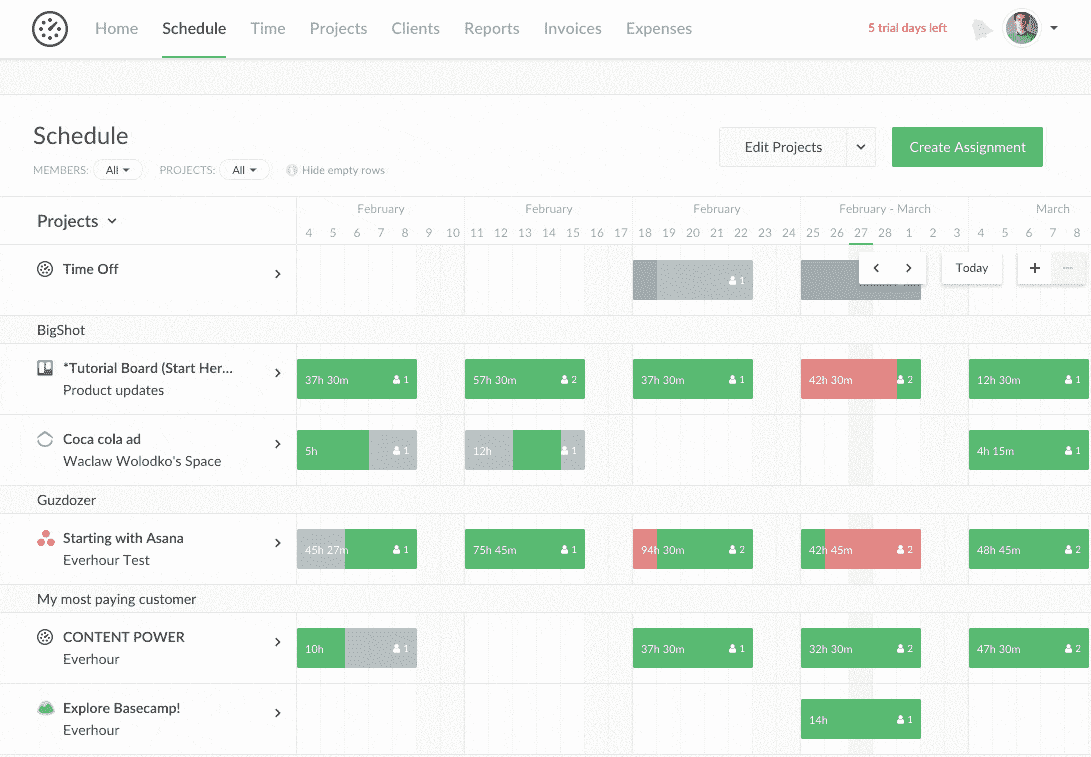 Home Schedule Time Projects Clients Reports Invoices Expenses 5 trial days left
Schedule
Edit Projects Create Assignment
MEMBERS: All PROJECTS: All Hide empty rows
Projects
February February February February - March March
4 5 6 7 8 9 10 11 12 13 14 15 16 17 18 19 20 21 22 23 24 25 26 27 28 1 2 3 4 5 6 7 8
Time Off 1 Today + −
BigShot
*Tutorial Board (Start Her...
Product updates
37h 30m 1 57h 30m 2 37h 30m 1 42h 30m 2 12h 30m 1
Coca cola ad
Waclaw Wolodko's Space
5h 1 12h 1 4h 15m 1
Guzdozer
Starting with Asana
Everhour Test
45h 27m 1 75h 45m 1 94h 30m 2 42h 45m 2 48h 45m 2
My most paying customer
CONTENT POWER
Everhour
10h 1 37h 30m 1 32h 30m 2 47h 30m 2
Explore Basecamp!
Everhour
14h 1